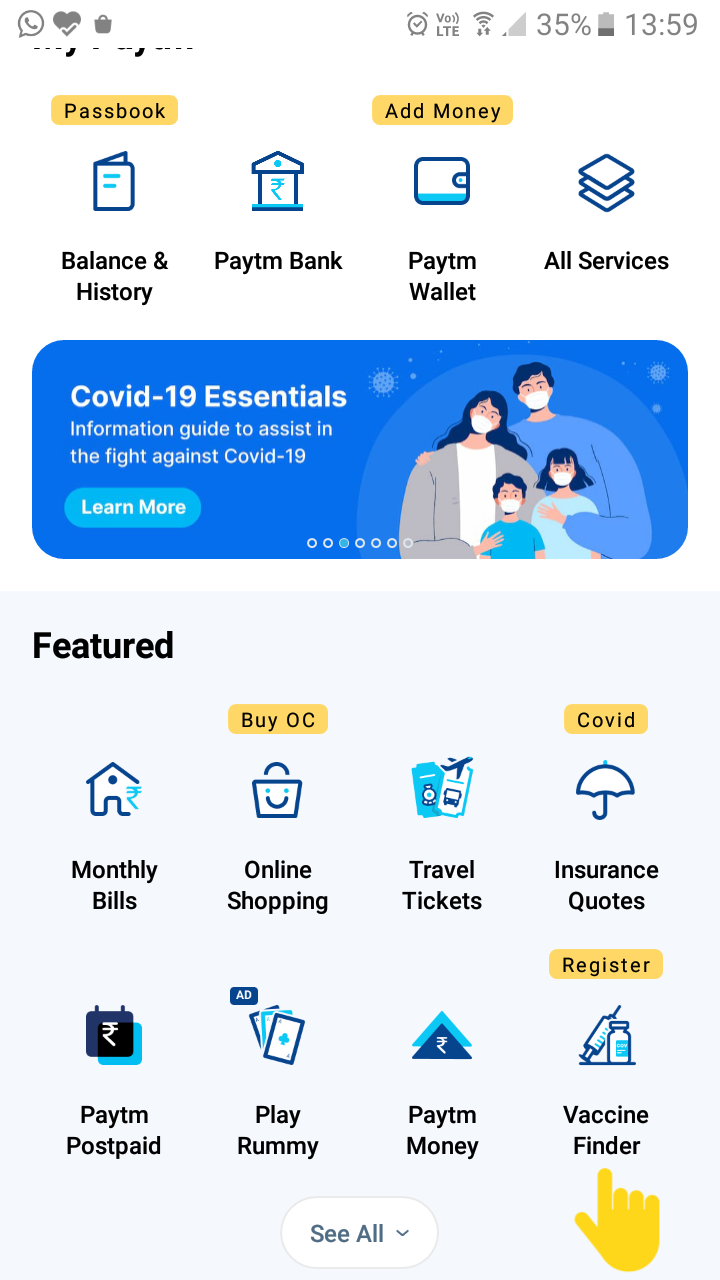 35% 13:59
Vo)) LTE
My Paytm
Passbook
Add Money
Balance & History
Paytm Bank
Paytm Wallet
All Services
Covid-19 Essentials
Information guide to assist in
the fight against Covid-19
Learn More
Featured
Buy OC
Covid
Monthly Bills
Online Shopping
Travel Tickets
Insurance Quotes
Register
AD
Paytm Postpaid
Play Rummy
Paytm Money
Vaccine Finder
See All